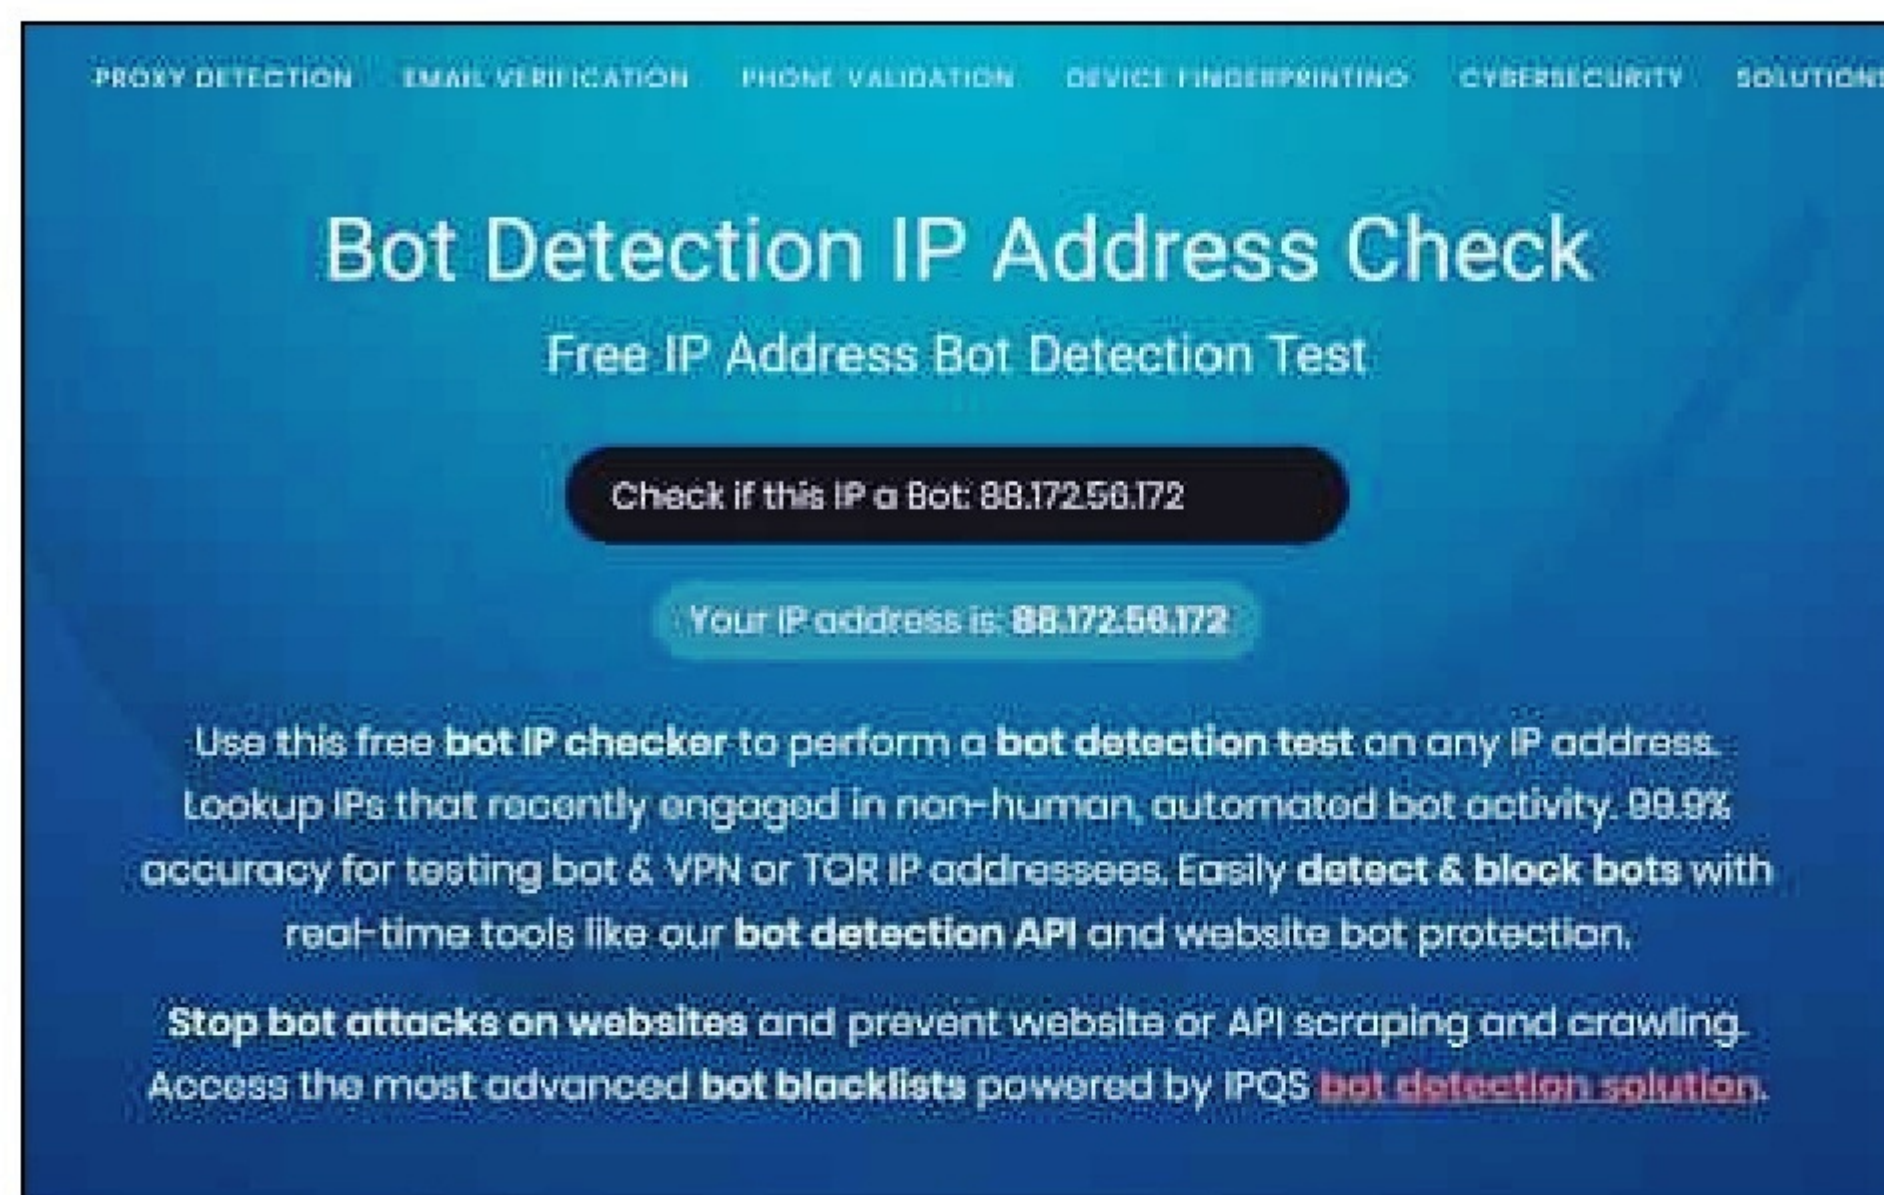 PROXY DETECTION EMAIL VERIFICATION PHONE VALIDATION DEVICE FINGERPRINTING CYBERSECURITY SOLUTIONS
Bot Detection IP Address Check
Free IP Address Bot Detection Test
Check if this IP a Bot: 88.172.56.172
Your IP address is: 88.172.56.172
Use this free bot IP checker to perform a bot detection test on any IP address.
Lookup IPs that recently engaged in non-human, automated bot activity. 99.9%
accuracy for testing bot & VPN or TOR IP addressees. Easily detect & block bots with
real-time tools like our bot detection API and website bot protection.
Stop bot attacks on websites and prevent website or API scraping and crawling.
Access the most advanced bot blacklists powered by IPQS bot detection solution.